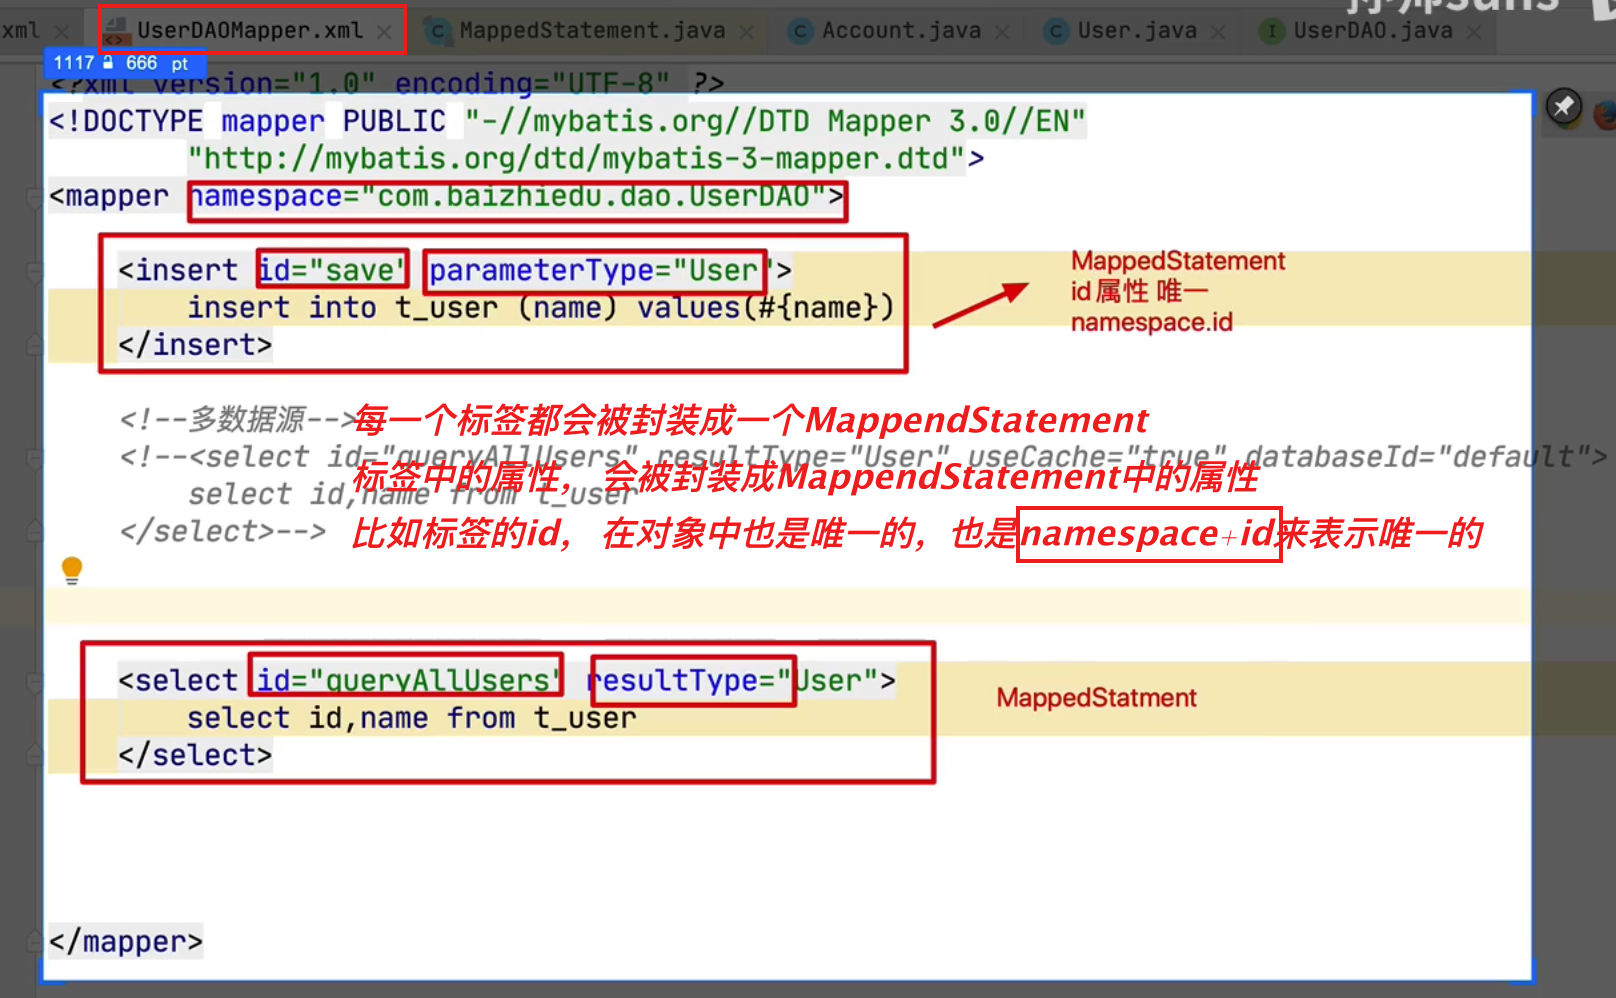 xml UserDAOMapper.xml MappedStatement.java Account.java User.java UserDAO.java
1117 666 pt
<?xml version="1.0" encoding="UTF-8" ?>
<!DOCTYPE mapper PUBLIC "-//mybatis.org//DTD Mapper 3.0//EN"
"http://mybatis.org/dtd/mybatis-3-mapper.dtd">
<mapper namespace="com.baizhiedu.dao.UserDAO">
<insert id="save" parameterType="User">
insert into t_user (name) values(#{name})
</insert>
MappedStatement
id属性 唯一
namespace.id
<!--多数据源-->
每一个标签都会被封装成一个MappendStatement
<!--<select id="queryAllUsers" resultType="User" useCache="true" databaseId="default">
标签中的属性， 会被封装成MappendStatement中的属性
select id,name from t_user
</select>-->
比如标签的id， 在对象中也是唯一的，也是namespace+id来表示唯一的
<select id="queryAllUsers" resultType="User">
select id,name from t_user
</select>
MappedStatment
</mapper>